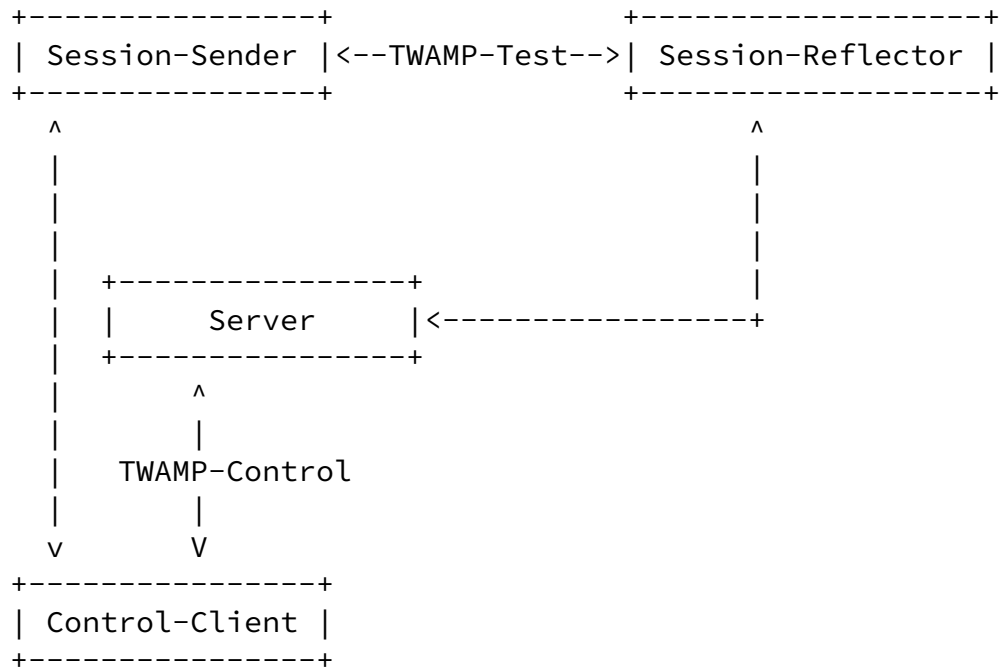 Session-Sender <--TWAMP-Test--> Session-Reflector
Server
TWAMP-Control
Control-Client